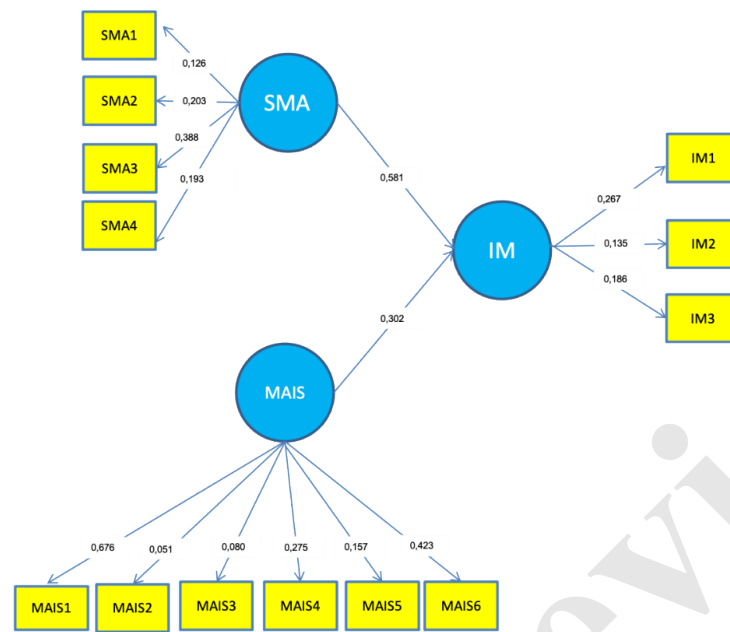 SMA1
0,126
SMA2
0,203
SMA
SMA3
0,388
SMA4
0,193
0,581
IM1
0,267
IM
IM2
0,135
0,186
IM3
0,302
MAIS
0,676
0,051
0,080
0,275
0,157
0,423
MAIS1
MAIS2
MAIS3
MAIS4
MAIS5
MAIS6
ovi